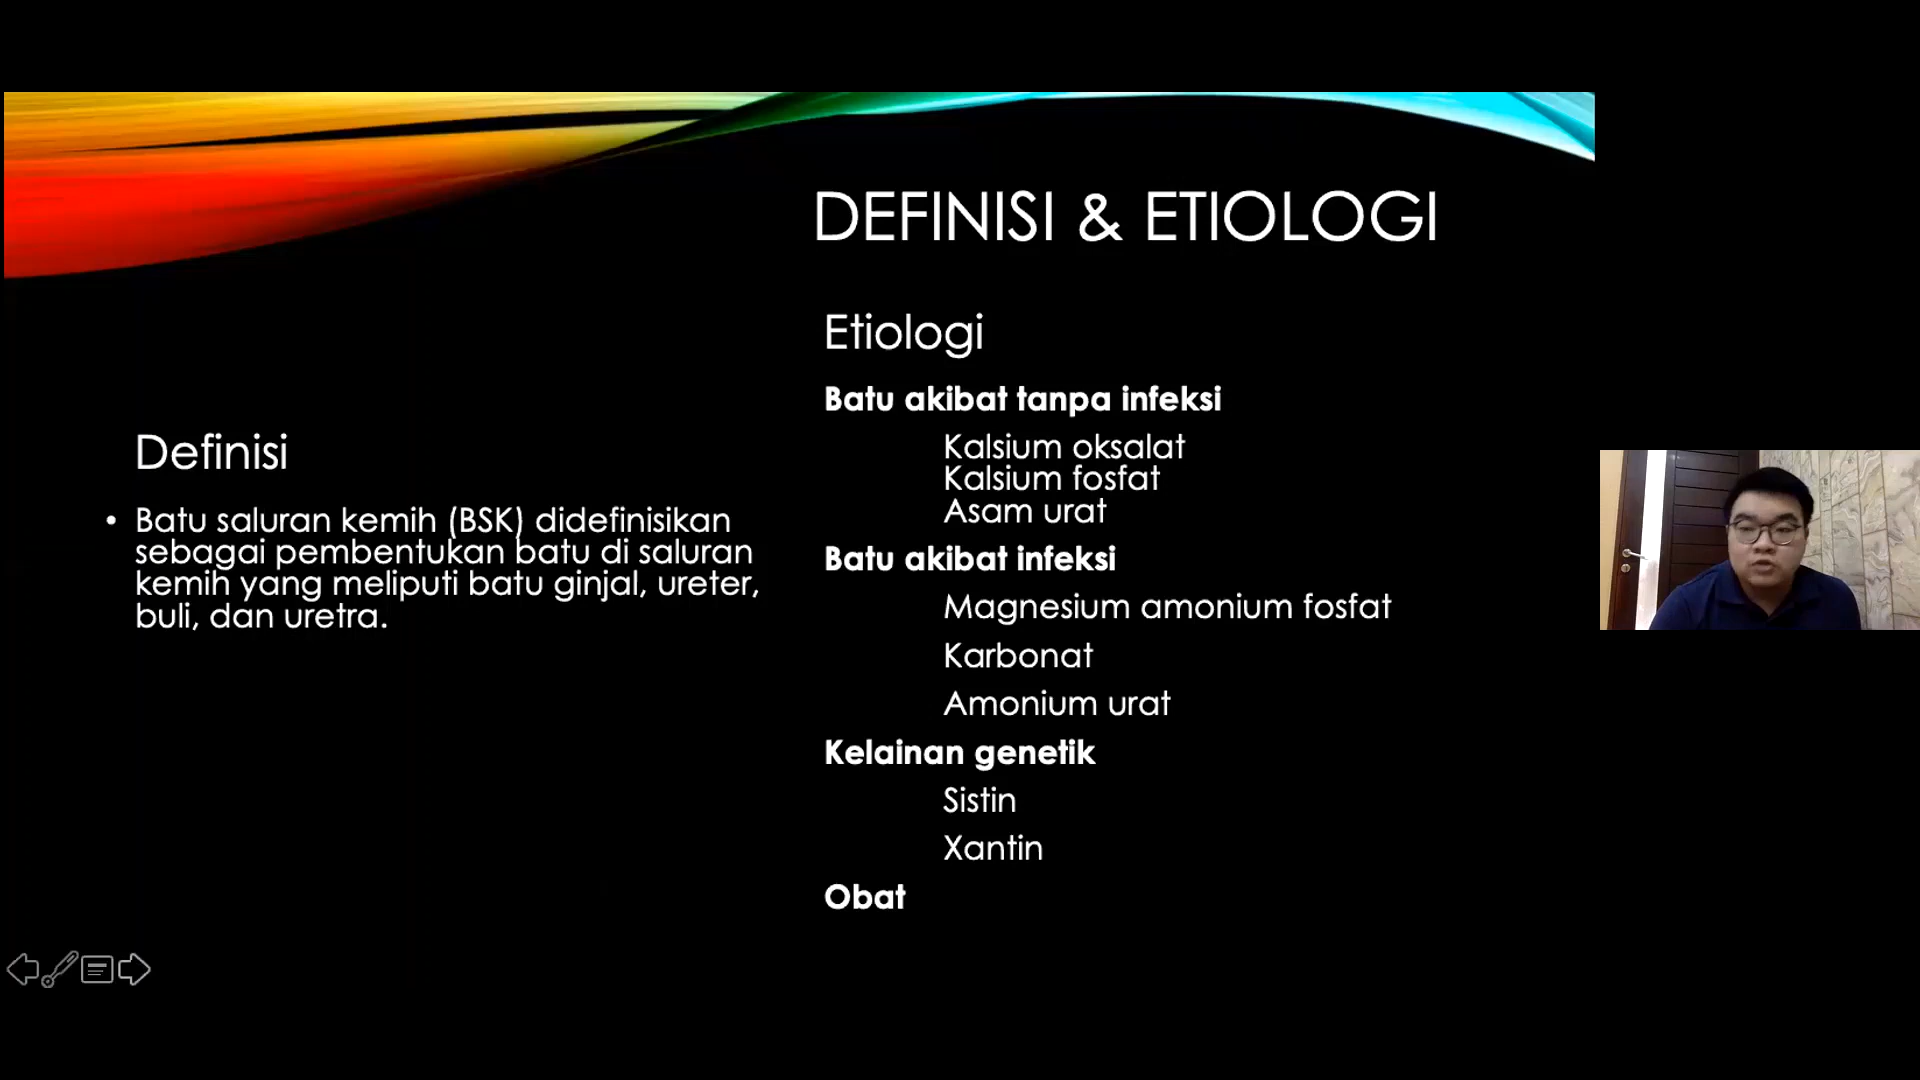 DEFINISI & ETIOLOGI
Definisi
• Batu saluran kemih (BSK) didefinisikan
sebagai pembentukan batu di saluran
kemih yang meliputi batu ginjal, ureter,
buli, dan uretra.
Etiologi
Batu akibat tanpa infeksi
Kalsium oksalat
Kalsium fosfat
Asam urat
Batu akibat infeksi
Magnesium amonium fosfat
Karbonat
Amonium urat
Kelainan genetik
Sistin
Xantin
Obat